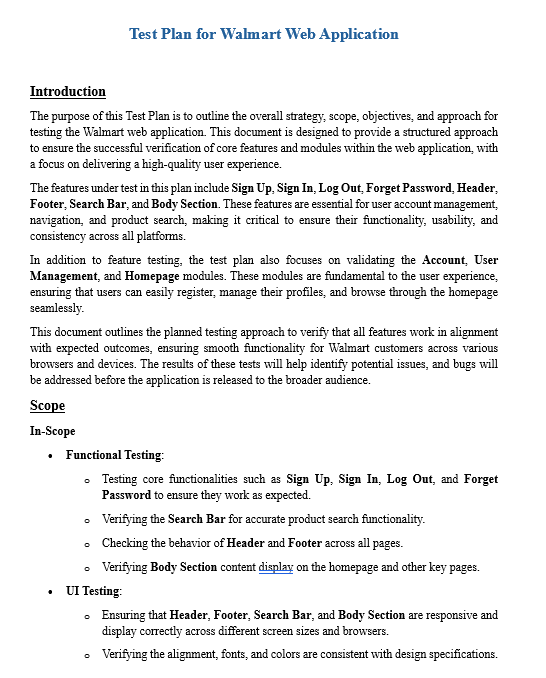 Test Plan for Walmart Web Application
Introduction
The purpose of this Test Plan is to outline the overall strategy, scope, objectives, and approach for
testing the Walmart web application. This document is designed to provide a structured approach
to ensure the successful verification of core features and modules within the web application, with
a focus on delivering a high-quality user experience.
The features under test in this plan include Sign Up, Sign In, Log Out, Forget Password, Header,
Footer, Search Bar, and Body Section. These features are essential for user account management,
navigation, and product search, making it critical to ensure their functionality, usability, and
consistency across all platforms.
In addition to feature testing, the test plan also focuses on validating the Account, User
Management, and Homepage modules. These modules are fundamental to the user experience,
ensuring that users can easily register, manage their profiles, and browse through the homepage
seamlessly.
This document outlines the planned testing approach to verify that all features work in alignment
with expected outcomes, ensuring smooth functionality for Walmart customers across various
browsers and devices. The results of these tests will help identify potential issues, and bugs will
be addressed before the application is released to the broader audience.
Scope
In-Scope
• Functional Testing:
o Testing core functionalities such as Sign Up, Sign In, Log Out, and Forget
Password to ensure they work as expected.
o Verifying the Search Bar for accurate product search functionality.
o Checking the behavior of Header and Footer across all pages.
o Verifying Body Section content display on the homepage and other key pages.
• UI Testing:
o Ensuring that Header, Footer, Search Bar, and Body Section are responsive and
display correctly across different screen sizes and browsers.
o Verifying the alignment, fonts, and colors are consistent with design specifications.